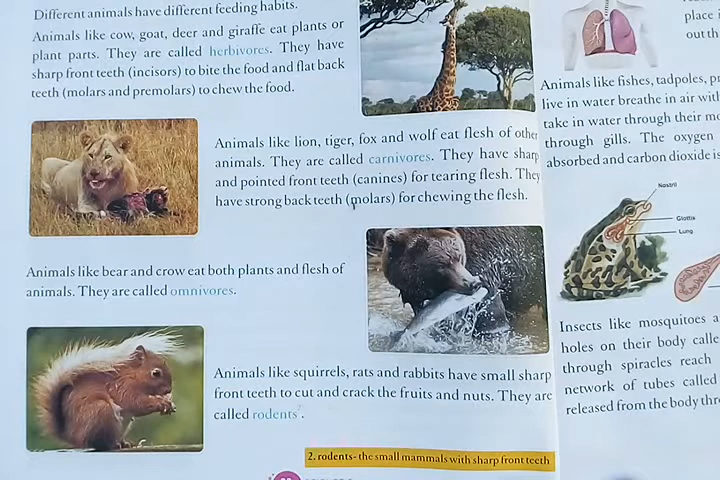 Different animals have different feeding habits.
Animals like cow, goat, deer and giraffe eat plants or
plant parts. They are called herbivores. They have
sharp front teeth (incisors) to bite the food and flat back
teeth (molars and premolars) to chew the food.
Animals like lion, tiger, fox and wolf eat flesh of other
animals. They are called carnivores. They have sharp
and pointed front teeth (canines) for tearing flesh. They
have strong back teeth (molars) for chewing the flesh.
Animals like bear and crow eat both plants and flesh of
animals. They are called omnivores.
Animals like squirrels, rats and rabbits have small sharp
front teeth to cut and crack the fruits and nuts. They are
called rodents².
2. rodents- the small mammals with sharp front teeth
place
out th
Animals like fishes, tadpoles,
live in water breathe in air with
take in water through their
through gills. The oxygen
absorbed and carbon dioxide is
Nostril
Glottis
Lung
Insects like mosquitoes a
holes on their body calle
through spiracles reach
network of tubes called
released from the body thr